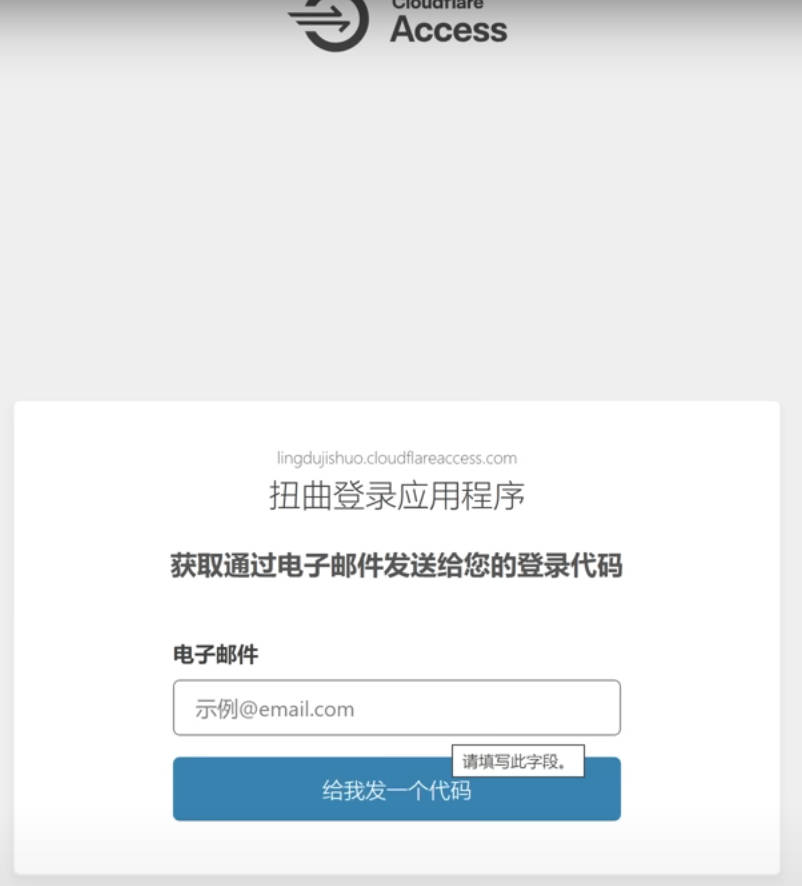 Cloudflare
Access
lingdujishuo.cloudflareaccess.com
扭曲登录应用程序
获取通过电子邮件发送给您的登录代码
电子邮件
示例@email.com
请填写此字段。
给我发一个代码